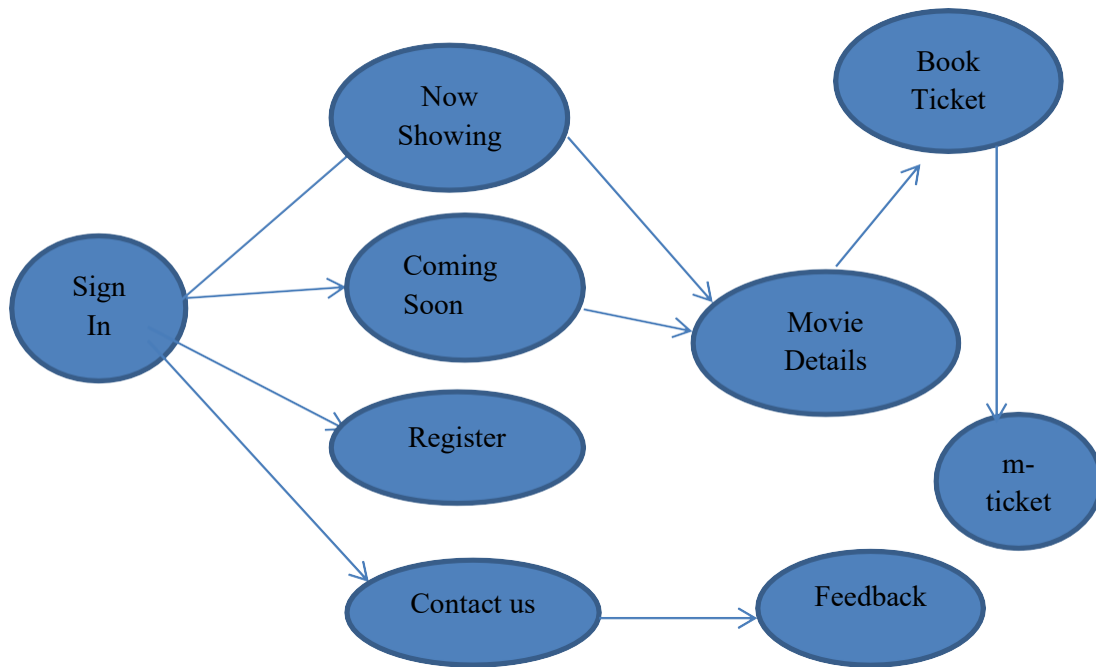 Book
Ticket
Now
Showing
Coming
Soon
Sign
In
Movie
Details
Register
m-
ticket
Contact us
Feedback